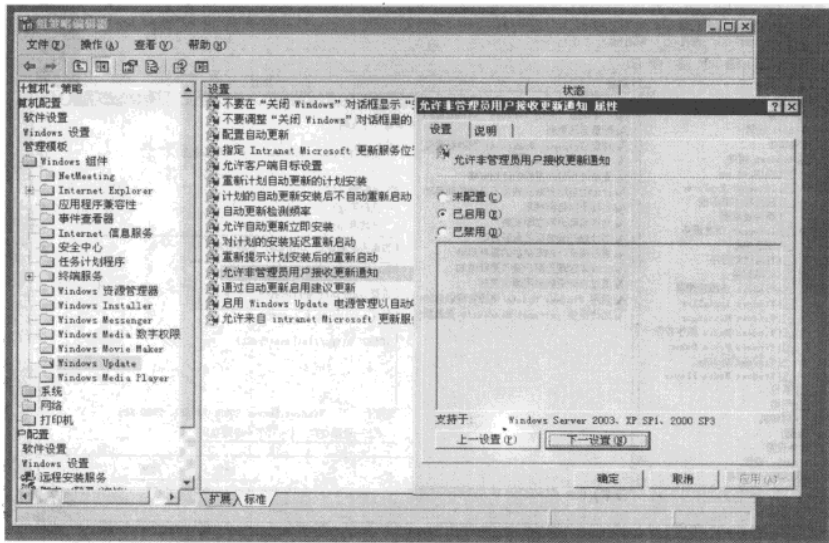 组策略编辑器
文件(F) 操作(A) 查看(V) 帮助(H)
计算机" 策略
算机配置
软件设置
Windows 设置
管理模板
Windows 组件
NetMeeting
Internet Explorer
应用程序兼容性
事件查看器
Internet 信息服务
安全中心
任务计划程序
终端服务
Windows 资源管理器
Windows Installer
Windows Messenger
Windows Media 数字权限
Windows Movie Maker
Windows Update
Windows Media Player
系统
网络
打印机
户配置
软件设置
Windows 设置
远程安装服务
设置
状态
不要在“关闭 Windows”对话框显示
不要调整“关闭 Windows”对话框里的
配置自动更新
指定 Intranet Microsoft 更新服务位
允许客户端目标设置
重新计划自动更新的计划安装
计划的自动更新安装后不自动重新启动
自动更新检测频率
允许自动更新立即安装
对计划的安装延迟重新启动
重新提示计划安装后的重新启动
允许非管理员用户接收更新通知
通过自动更新启用建议更新
启用 Windows Update 电源管理以自动
允许来自 intranet Microsoft 更新服
扩展 标准
允许非管理员用户接收更新通知 属性
设置 说明
允许非管理员用户接收更新通知
未配置(C)
已启用(E)
已禁用(D)
支持于: Windows Server 2003、XP SP1、2000 SP3
上一设置(P) 下一设置(N)
确定 取消 应用(A)